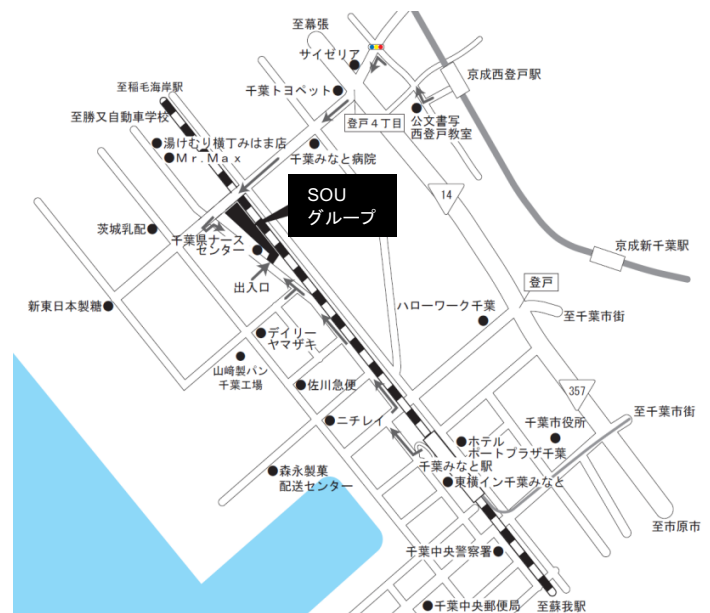 至幕張
サイゼリア
京成西登戸駅
至稲毛海岸駅
千葉トヨペット
至勝又自動車学校
登戸4丁目
公文書写
西登戸教室
湯けむり横丁みはま店
Mr.Max
千葉みなと病院
SOU
グループ
14
茨城乳配
千葉県ナース
センター
京成新千葉駅
出入口
登戸
新東日本製糖
ハローワーク千葉
至千葉市街
デイリー
ヤマザキ
山﨑製パン
千葉工場
佐川急便
357
至千葉市街
ニチレイ
千葉市役所
ホテル
ポートプラザ千葉
千葉みなと駅
森永製菓
配送センター
東横イン千葉みなと
至市原市
千葉中央警察署
至蘇我駅
千葉中央郵便局